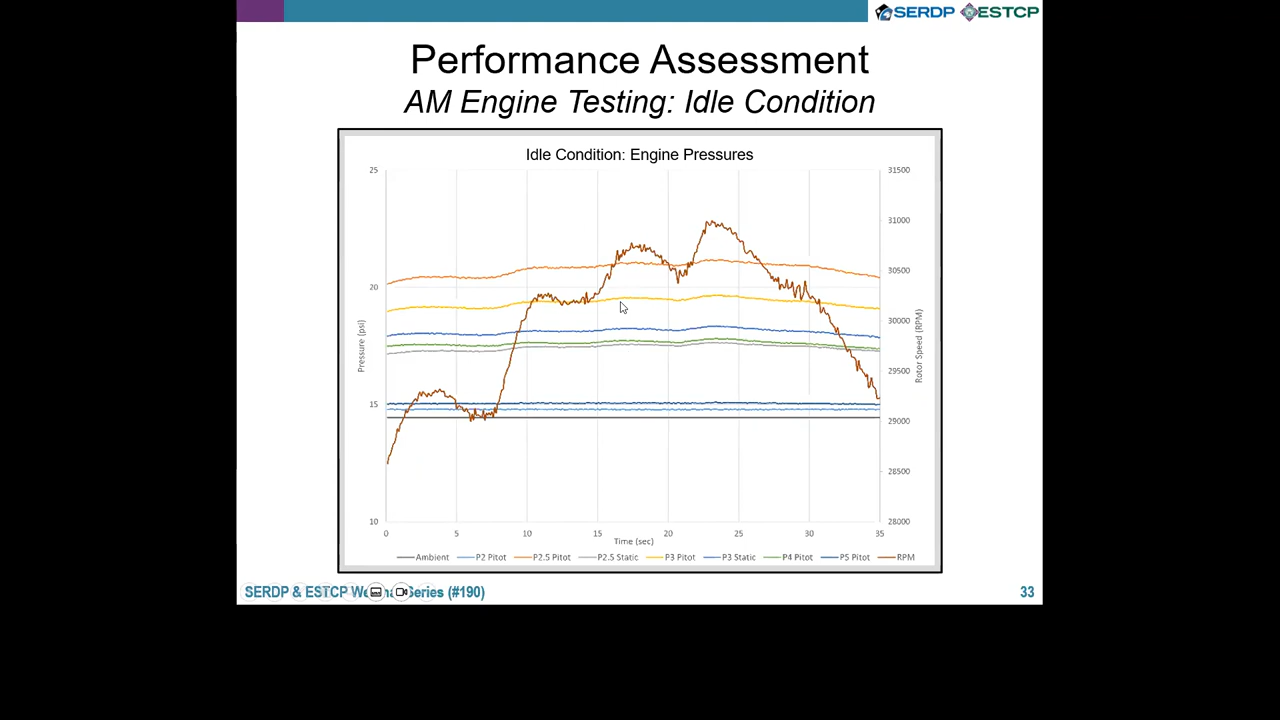 SERDP ESTCP
Performance Assessment
AM Engine Testing: Idle Condition
Idle Condition: Engine Pressures
25
20
15
10
Pressure (psi)
31500
31000
30500
30000
29500
29000
28500
28000
Rotor Speed (RPM)
0 5 10 15 20 25 30 35
Time (sec)
Ambient P2 Pitot P2.5 Pitot P2.5 Static P3 Pitot P3 Static P4 Pitot P5 Pitot RPM
SERDP & ESTCP Series (#190)
33